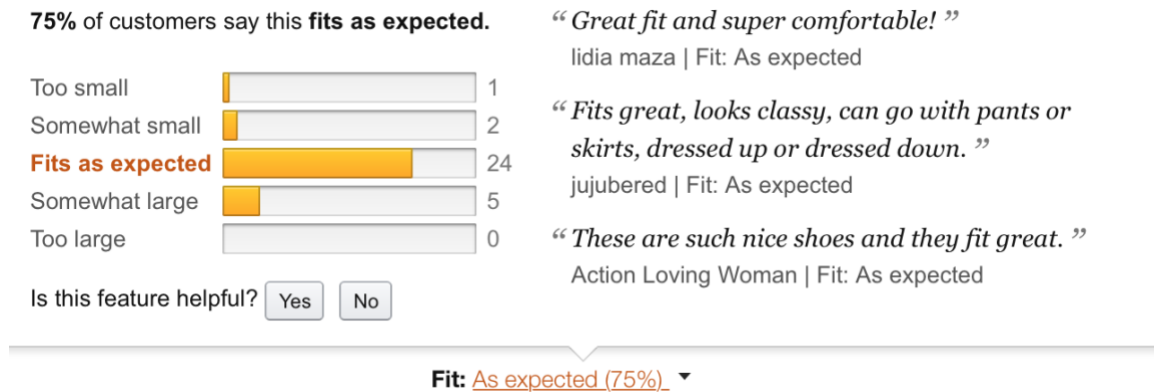 75% of customers say this fits as expected.
Too small 1
Somewhat small 2
Fits as expected 24
Somewhat large 5
Too large 0
Is this feature helpful? Yes No
“ Great fit and super comfortable! ”
lidia maza | Fit: As expected
“ Fits great, looks classy, can go with pants or
skirts, dressed up or dressed down. ”
jujubered | Fit: As expected
“ These are such nice shoes and they fit great. ”
Action Loving Woman | Fit: As expected
Fit: As expected (75%)